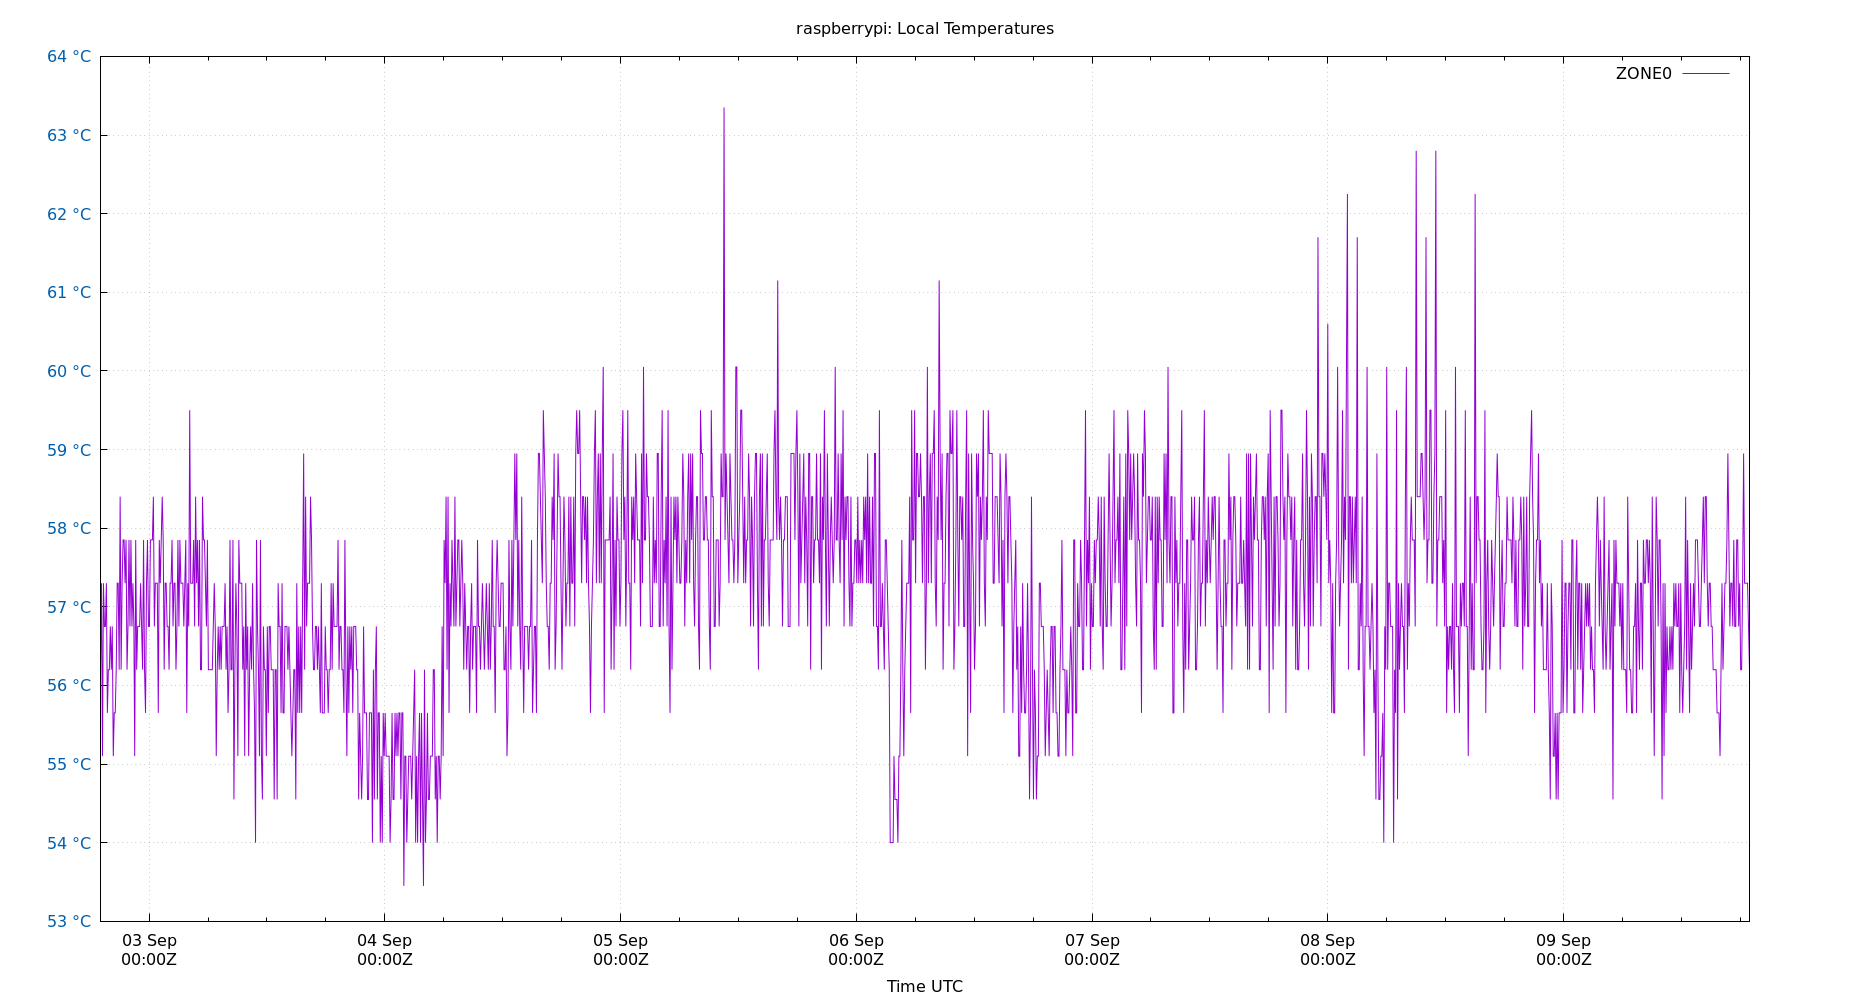 raspberrypi: Local Temperatures
64 °C
ZONE0
63 °C
62 °C
61 °C
60 °C
59 °C
58 °C
57 °C
56 °C
55 °C
54 °C
53 °C
03 Sep 04 Sep 05 Sep 06 Sep 07 Sep 08 Sep 09 Sep
00:00Z 00:00Z 00:00Z 00:00Z 00:00Z 00:00Z 00:00Z
Time UTC